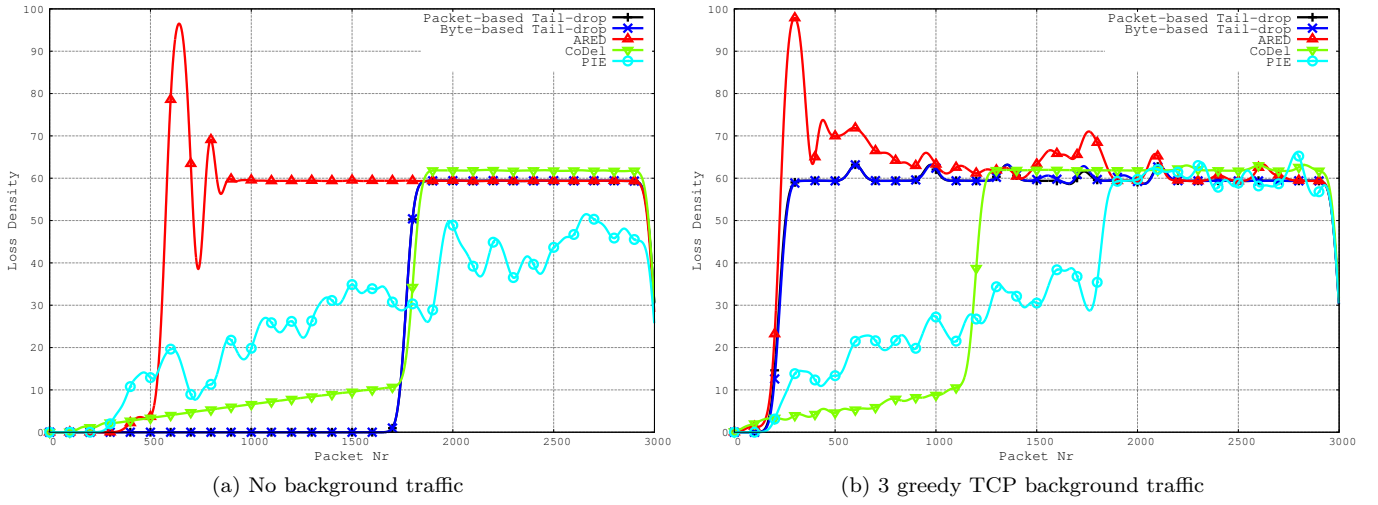 100
90
80
70
60
50
40
30
20
10
0
Loss Density
Packet-based Tail-drop
Byte-based Tail-drop
ARED
CoDel
PIE
0 500 1000 1500 2000 2500 3000
Packet Nr
(a) No background traffic
100
90
80
70
60
50
40
30
20
10
0
Loss Density
Packet-based Tail-drop
Byte-based Tail-drop
ARED
CoDel
PIE
0 500 1000 1500 2000 2500 3000
Packet Nr
(b) 3 greedy TCP background traffic